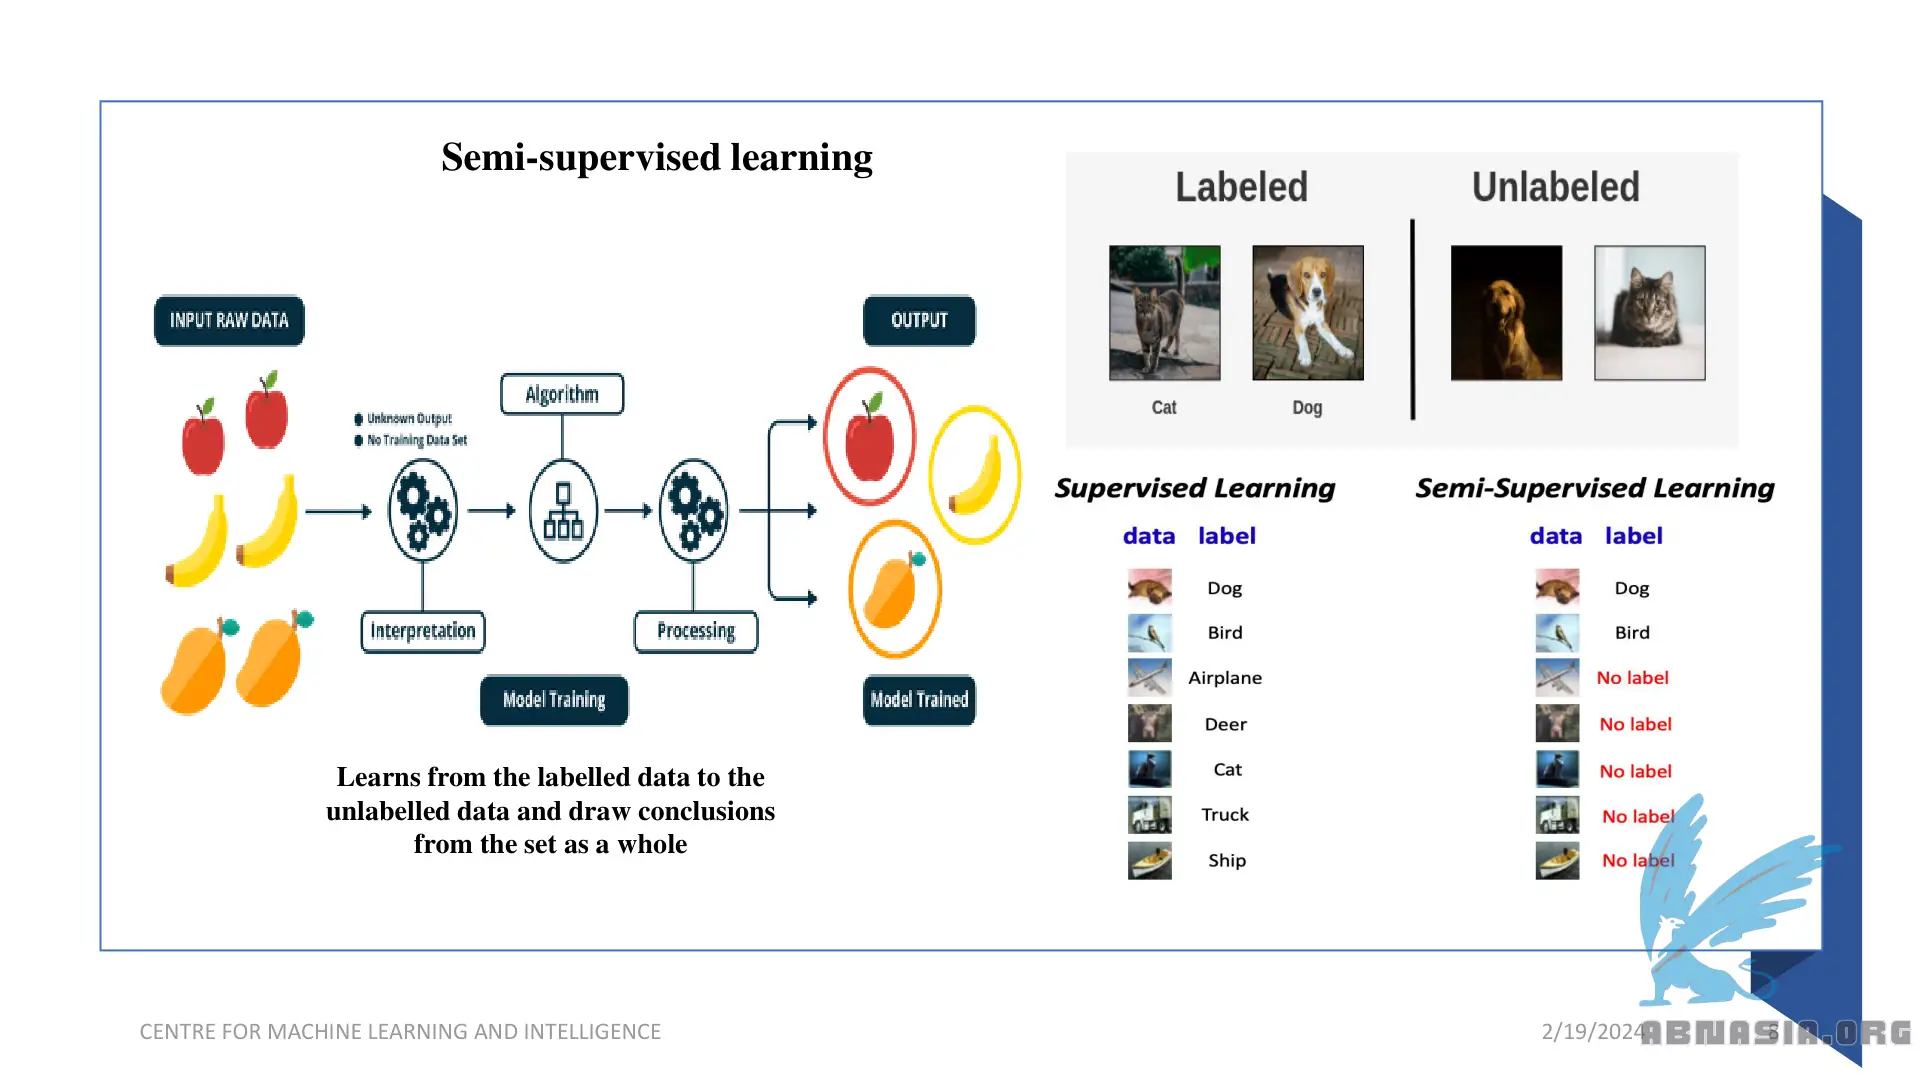 Semi-supervised learning
INPUT RAW DATA
Unknown Output
No Training Data Set
Algorithm
Interpretation
Processing
Model Training
OUTPUT
Model Trained
Learns from the labelled data to the
unlabelled data and draw conclusions
from the set as a whole
Labeled
Unlabeled
Cat
Dog
Supervised Learning
data label
Dog
Bird
Airplane
Deer
Cat
Truck
Ship
Semi-Supervised Learning
data label
Dog
Bird
No label
No label
No label
No label
No label
CENTRE FOR MACHINE LEARNING AND INTELLIGENCE
2/19/2024
8
ABNASIA.ORG